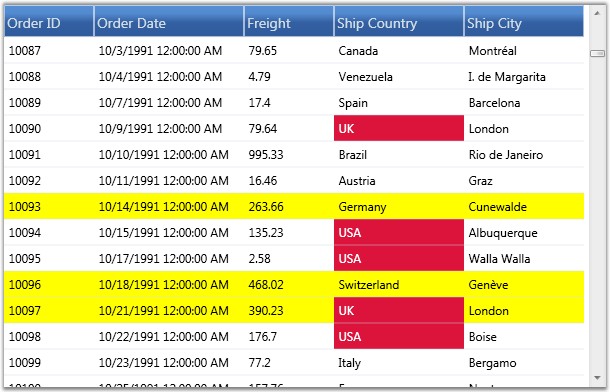 Order ID Order Date Freight Ship Country Ship City
10087 10/3/1991 12:00:00 AM 79.65 Canada Montréal
10088 10/4/1991 12:00:00 AM 4.79 Venezuela I. de Margarita
10089 10/7/1991 12:00:00 AM 17.4 Spain Barcelona
10090 10/9/1991 12:00:00 AM 79.64 UK London
10091 10/10/1991 12:00:00 AM 995.33 Brazil Rio de Janeiro
10092 10/11/1991 12:00:00 AM 16.46 Austria Graz
10093 10/14/1991 12:00:00 AM 263.66 Germany Cunewalde
10094 10/15/1991 12:00:00 AM 135.23 USA Albuquerque
10095 10/17/1991 12:00:00 AM 2.58 USA Walla Walla
10096 10/18/1991 12:00:00 AM 468.02 Switzerland Genève
10097 10/21/1991 12:00:00 AM 390.23 UK London
10098 10/22/1991 12:00:00 AM 176.7 USA Boise
10099 10/23/1991 12:00:00 AM 77.2 Italy Bergamo